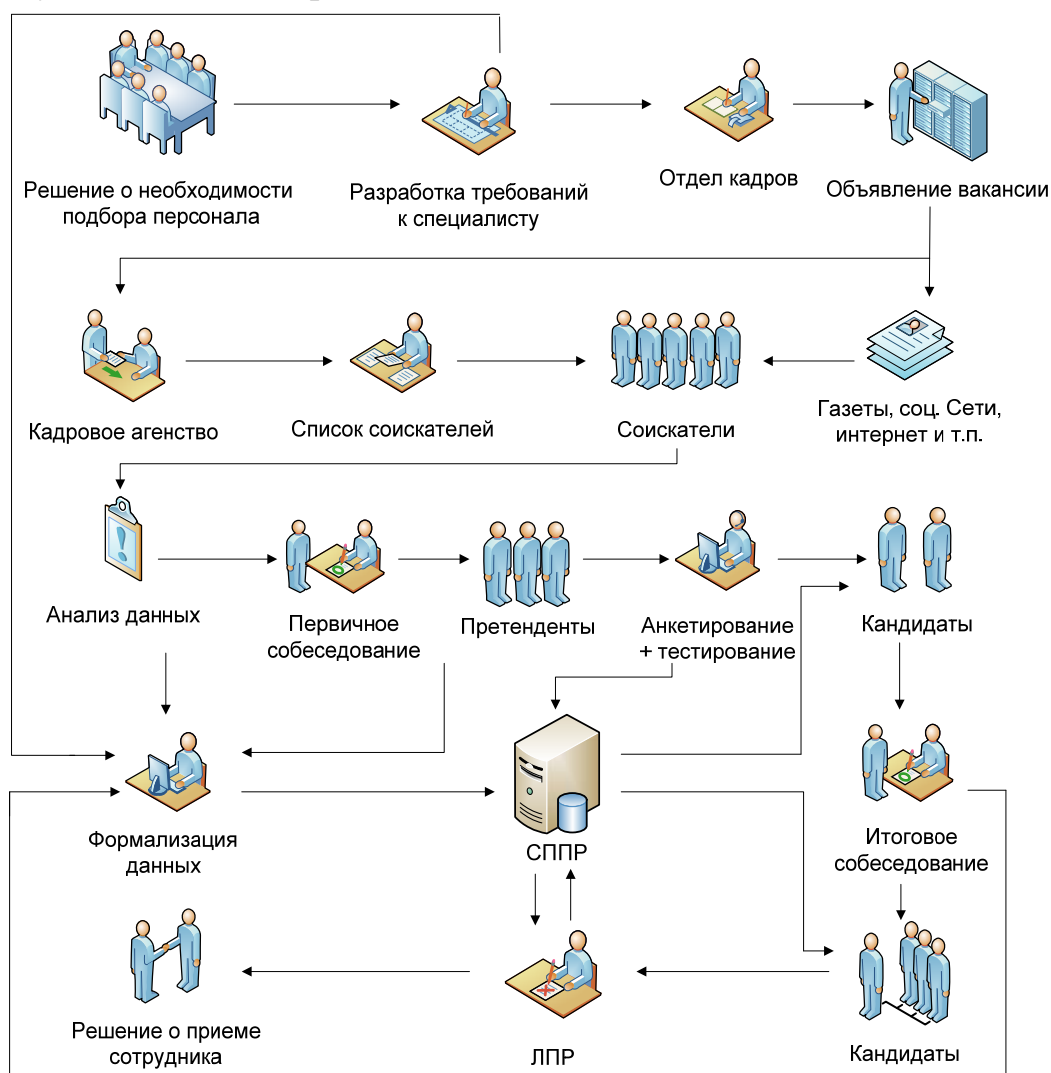 Решение о необходимости
подбора персонала
Разработка требований
к специалисту
Отдел кадров
Объявление вакансии
Кадровое агенство
Список соискателей
Соискатели
Газеты, соц. Сети,
интернет и т.п.
Анализ данных
Первичное
собеседование
Претенденты
Анкетирование
+ тестирование
Кандидаты
Формализация
данных
СППР
Итоговое
собеседование
Решение о приеме
сотрудника
ЛПР
Кандидаты